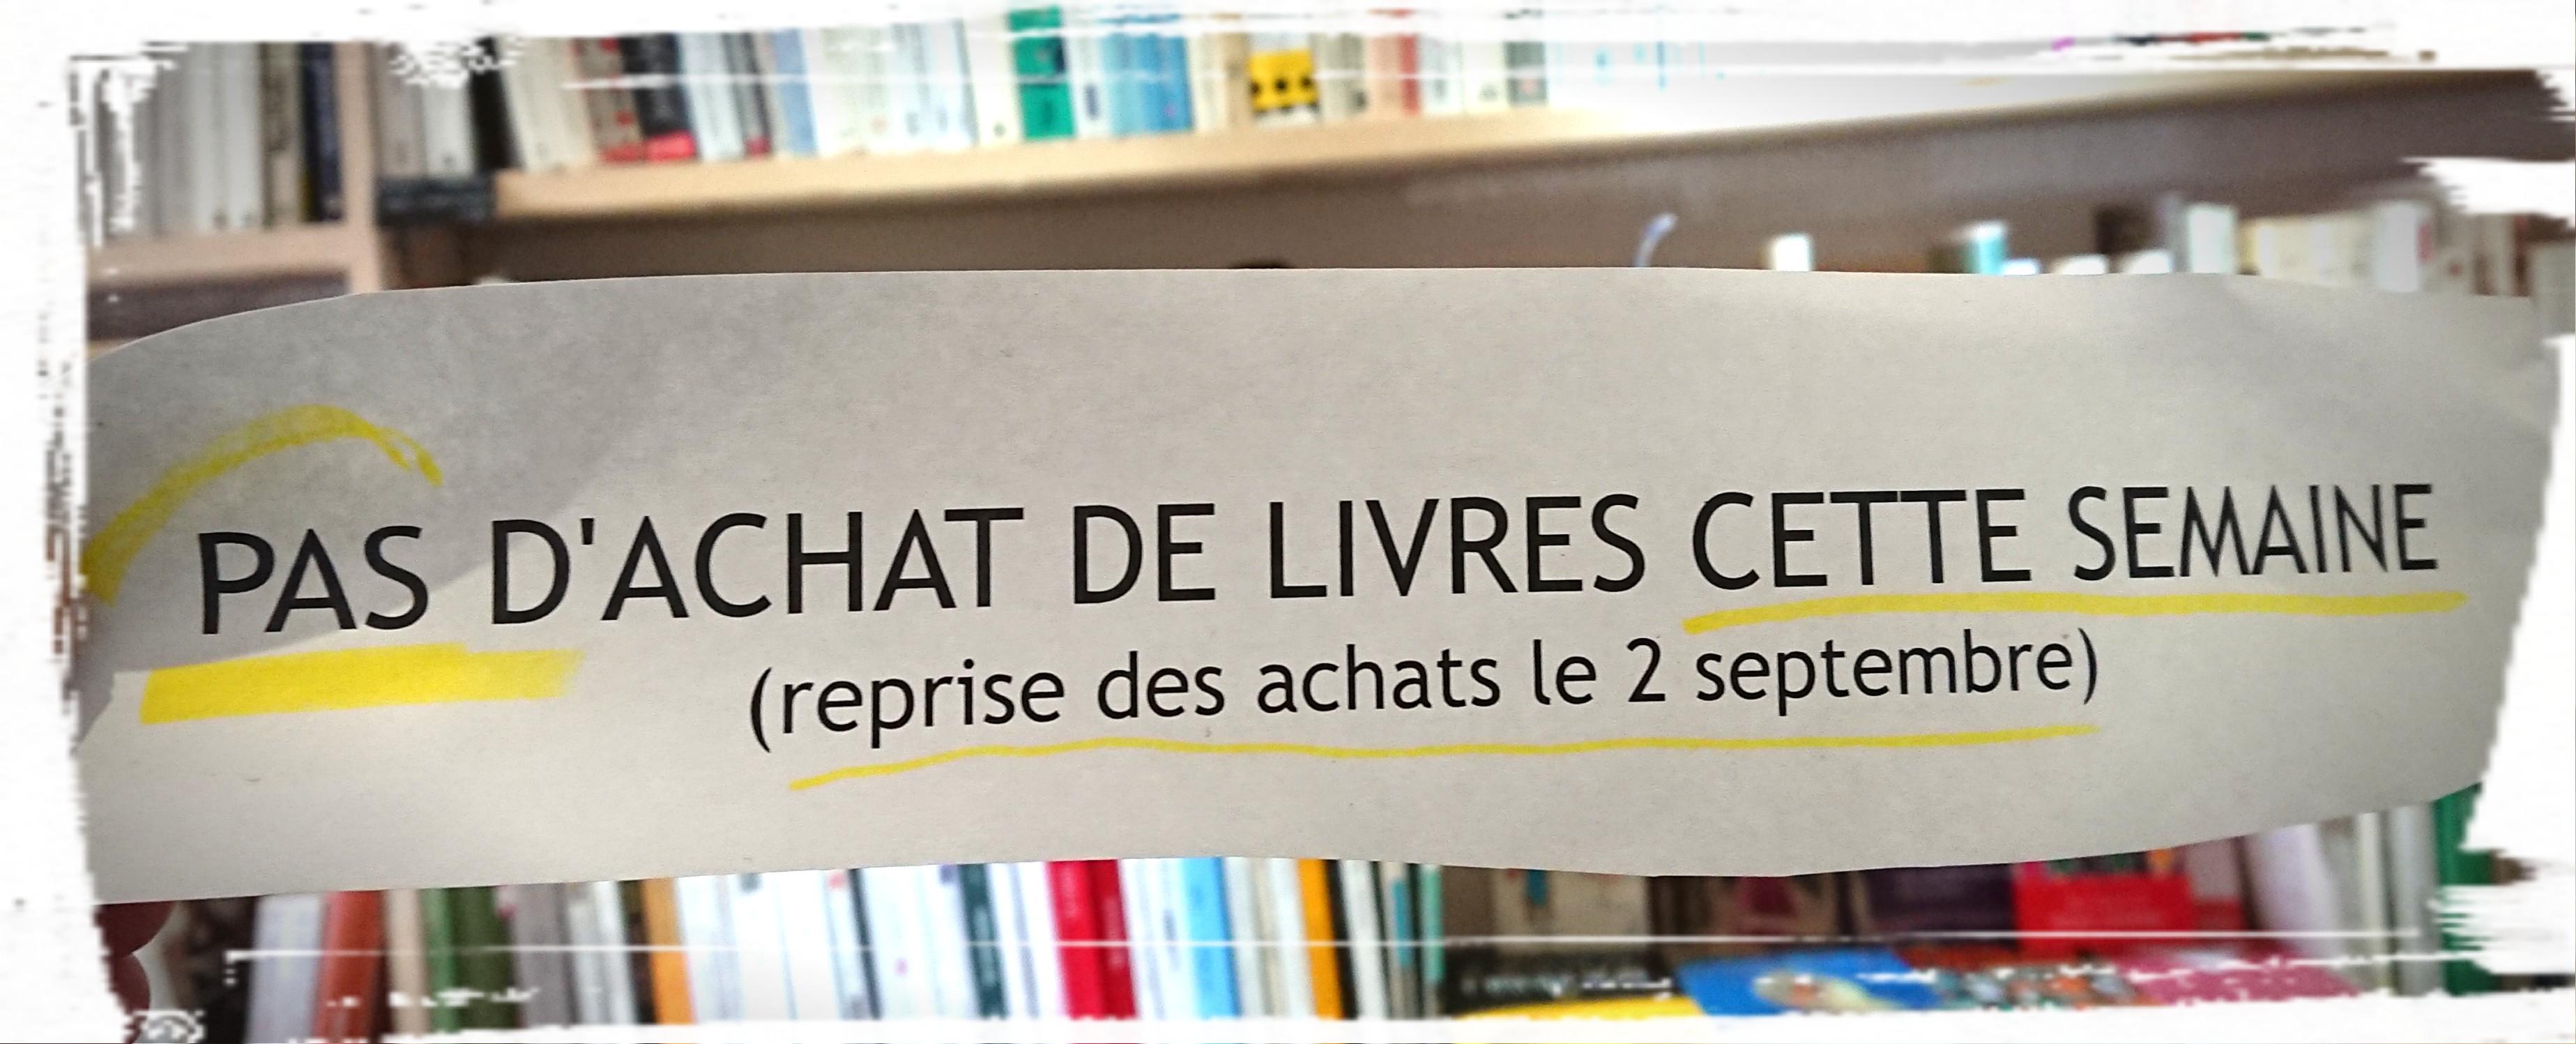 PAS D'ACHAT DE LIVRES CETTE SEMAINE
(reprise des achats le 2 septembre)